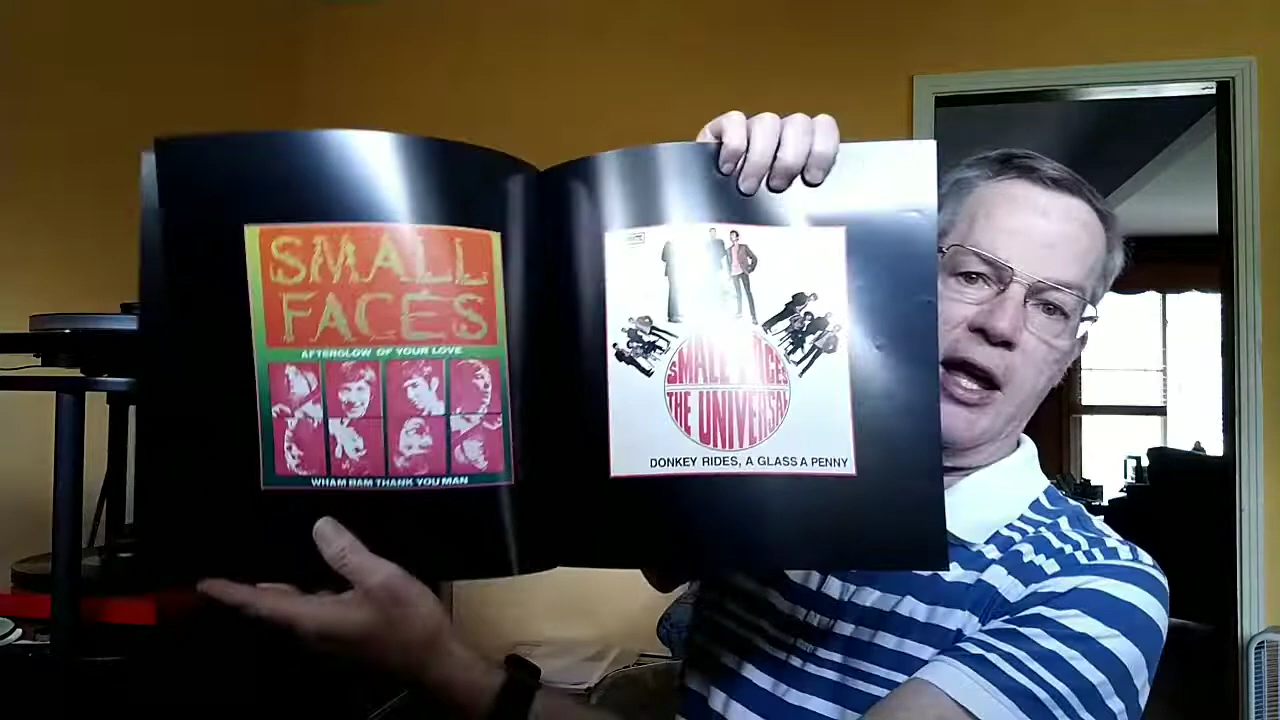 SMALL
FACES
AFTERGLOW OF YOUR LOVE
WHAM BAM THANK YOU MAN
SMALL FACES
THE UNIVERSAL
DONKEY RIDES, A GLASS A PENNY